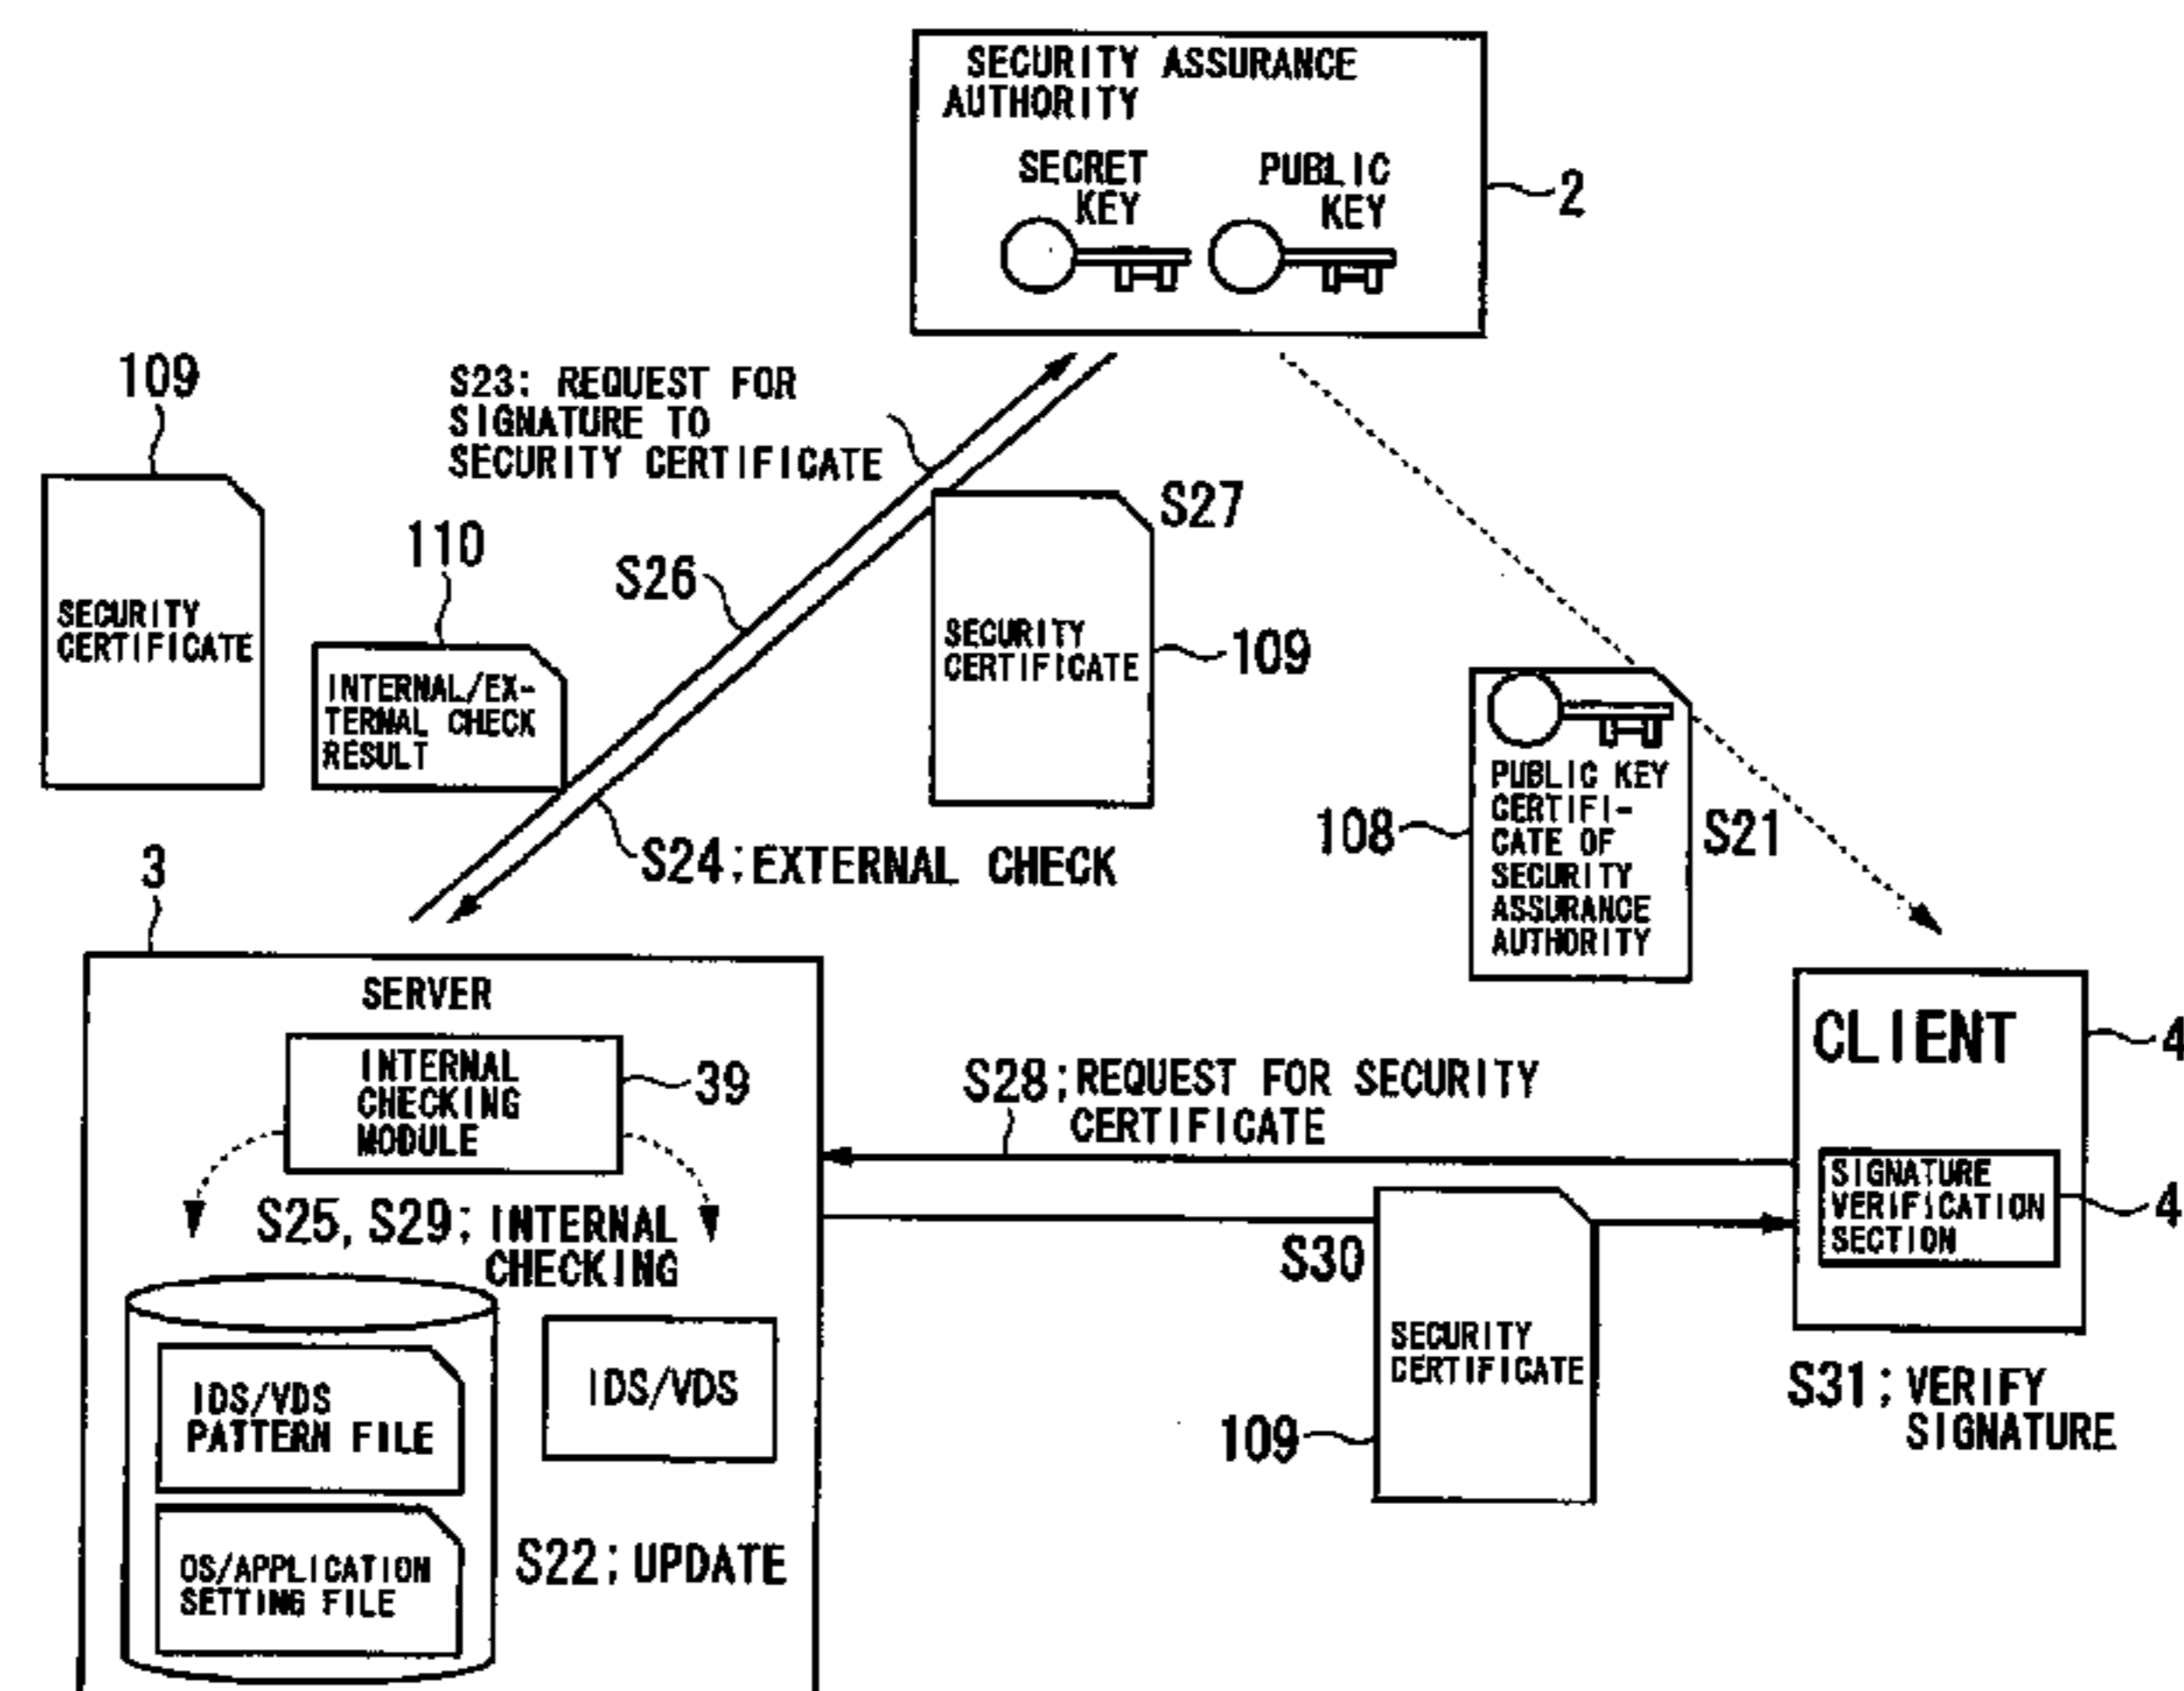 SECURITY ASSURANCE
AUTHORITY
SECRET
KEY
PUBLIC
KEY
2
109
S23; REQUEST FOR
SIGNATURE TO
SECURITY CERTIFICATE
SECURITY
CERTIFICATE
110
INTERNAL/EX-
TERNAL CHECK
RESULT
S26
S27
SECURITY
CERTIFICATE
109
S24; EXTERNAL CHECK
108
PUBLIC KEY
CERTIFI-
CATE OF
SECURITY
ASSURANCE
AUTHORITY
S21
3
SERVER
INTERNAL
CHECKING
MODULE
39
S25, S29; INTERNAL
CHECKING
IDS/VDS
PATTERN FILE
IDS/VDS
OS/APPLICATION
SETTING FILE
S22; UPDATE
S28; REQUEST FOR SECURITY
CERTIFICATE
S30
SECURITY
CERTIFICATE
109
CLIENT
4
SIGNATURE
VERIFICATION
SECTION
4
S31; VERIFY
SIGNATURE